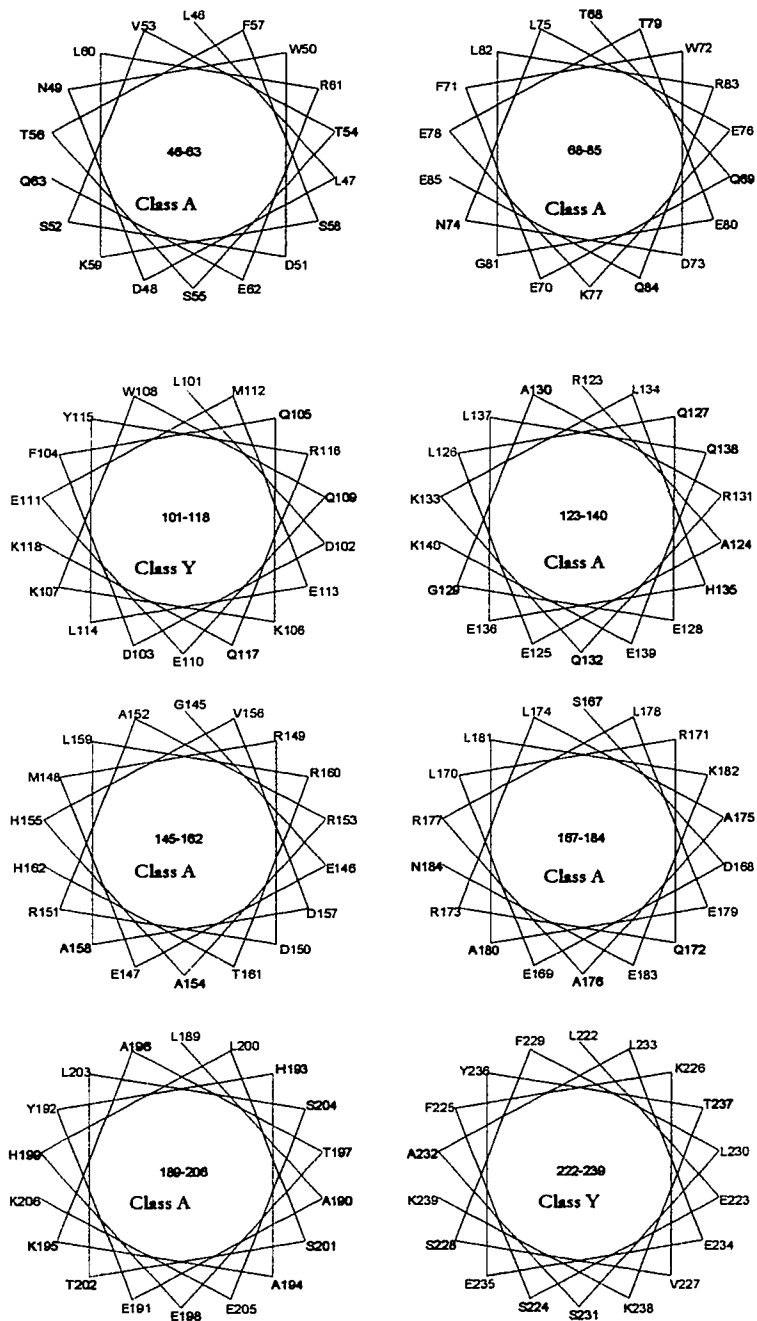 L46
V53
F57
L60
W50
N49
R61
T56
T54
46-63
Q63
L47
Class A
S52
S58
K59
D51
D48
E62
S55
T68
L75
T79
L82
W72
F71
R83
E78
E76
68-85
E85
Q69
Class A
N74
E80
G81
D73
E70
Q84
K77
L101
W108
M112
Y115
Q105
F104
R116
E111
Q109
101-118
K118
D102
Class Y
K107
E113
L114
K106
D103
Q117
E110
R123
A130
L134
L137
Q127
L126
Q138
K133
R131
123-140
K140
A124
Class A
G129
H135
E136
E128
E125
E139
Q132
G145
A152
V156
L159
R149
M148
R160
H155
R153
145-162
H162
E146
Class A
R151
D157
A158
D150
E147
T161
A154
S167
L174
L178
L181
R171
L170
K182
R177
A175
167-184
N184
D168
Class A
R173
E179
A180
Q172
E169
E183
A176
L189
A196
L200
L203
H193
Y192
S204
H199
T197
189-206
K206
A190
Class A
K195
S201
T202
A194
E191
E205
E198
L222
F229
L233
Y236
K226
F225
T237
A232
L230
222-239
K239
E223
Class Y
S228
E234
E235
V227
S224
K238
S231